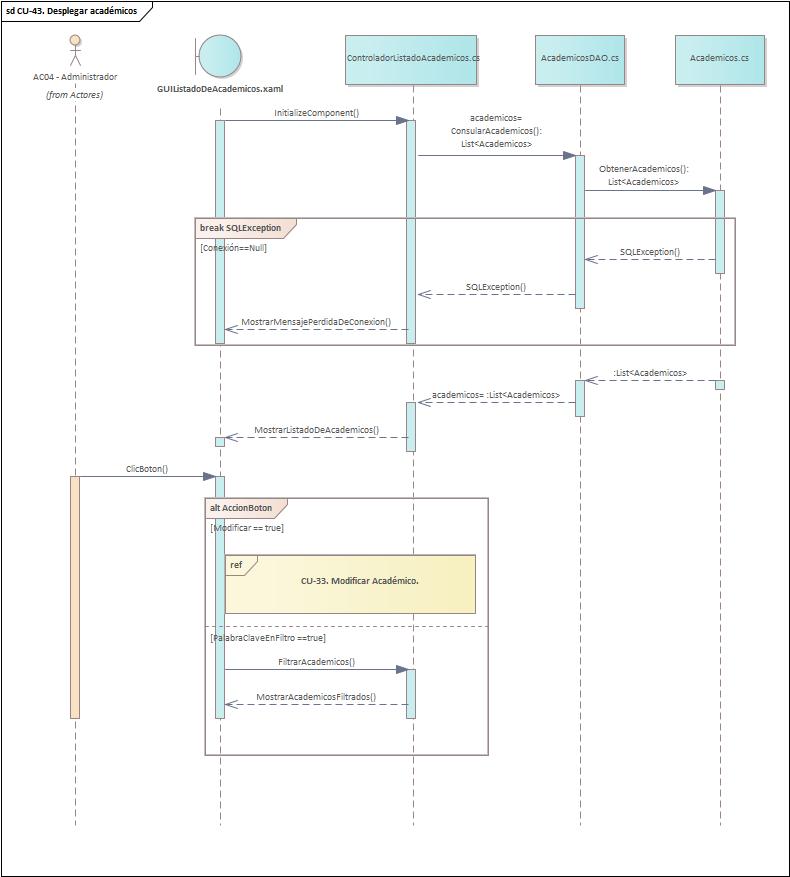 sd CU-43. Desplegar académicos
AC04 - Administrador
(from Actores)
GUIListadoDeAcademicos.xaml
ControladorListadoAcademicos.cs
AcademicosDAO.cs
Academicos.cs
InitializeComponent()
academicos=
ConsularAcademicos():
List<Academicos>
ObtenerAcademicos():
List<Academicos>
break SQLException
[Conexión==Null]
SQLException()
SQLException()
MostrarMensajePerdidaDeConexion()
:List<Academicos>
academicos= :List<Academicos>
MostrarListadoDeAcademicos()
ClicBoton()
alt AccionBoton
[Modificar == true]
ref
CU-33. Modificar Académico.
[PalabraClaveEnFiltro ==true]
FiltrarAcademicos()
MostrarAcademicosFiltrados()